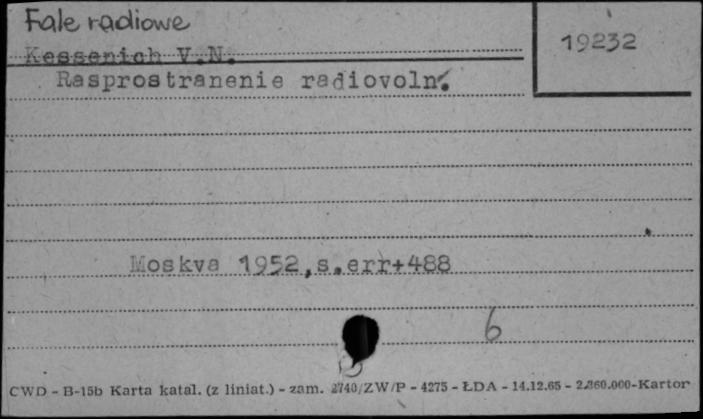 Fale radiowe
19232
Kessenich V.N.
Rasprostranenie radiovoln.
Moskva 1952,s.err+488
6
CWD - B-15b Karta katal. (z liniat.) - zam. 2740/ZW/P - 4275 - ŁDA - 14.12.65 - 2.860.000-Kartor